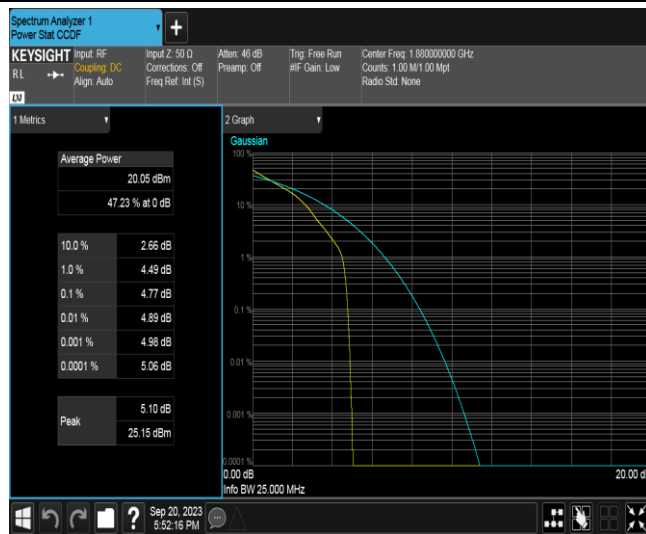 Spectrum Analyzer 1
Power Stat CCDF
+
KEYSIGHT
RL
Input: RF
Coupling: DC
Align: Auto
Input Z: 50 Ω
Corrections: Off
Freq Ref: Int (S)
Atten: 46 dB
Preamp: Off
Trig: Free Run
#IF Gain: Low
Center Freq: 1.880000000 GHz
Counts: 1.00 M/1.00 Mpt
Radio Std: None
1 Metrics
Average Power
20.05 dBm
47.23 % at 0 dB
10.0 % 2.66 dB
1.0 % 4.49 dB
0.1 % 4.77 dB
0.01 % 4.89 dB
0.001 % 4.98 dB
0.0001 % 5.06 dB
Peak
5.10 dB
25.15 dBm
2 Graph
Gaussian
100 %
10 %
1 %
0.1 %
0.01 %
0.001 %
0.0001 %
0.00 dB
20.00 d
Info BW 25.000 MHz
?
Sep 20, 2023
5:52:16 PM